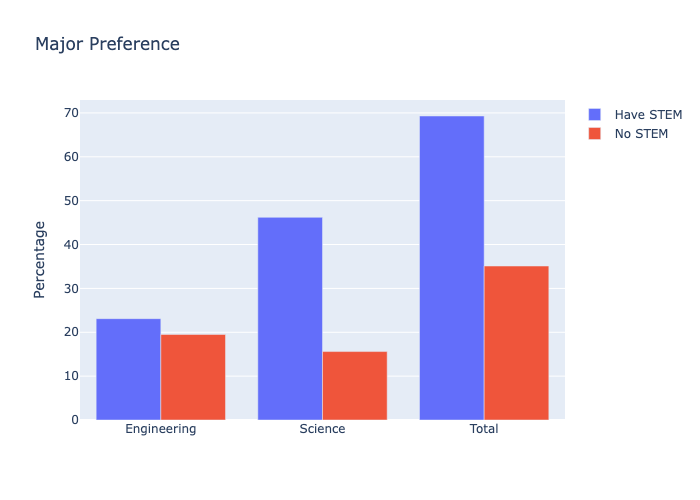 Major Preference
Have STEM
No STEM
Percentage
70
60
50
40
30
20
10
0
Engineering
Science
Total